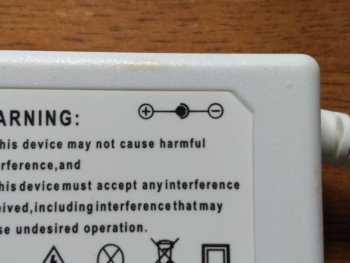 ARNING:
his device may not cause harmful
rference,and
his device must accept any interference
eived,including interference that may
se undesired operation.